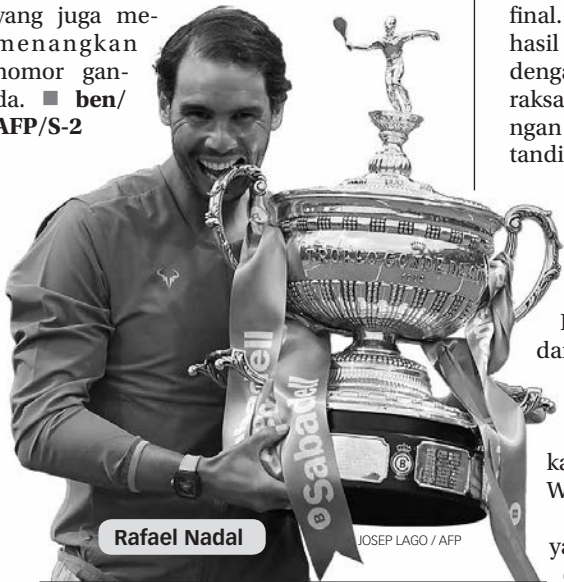 yang juga me-
menangkan
nomor gan-
da. ■ ben/
AFP/S-2
final.
hasil
denga
raksa
ngan
tandi
dar
ka
W
ya
Sabadell
Rafael Nadal
JOSEP LAGO / AFP